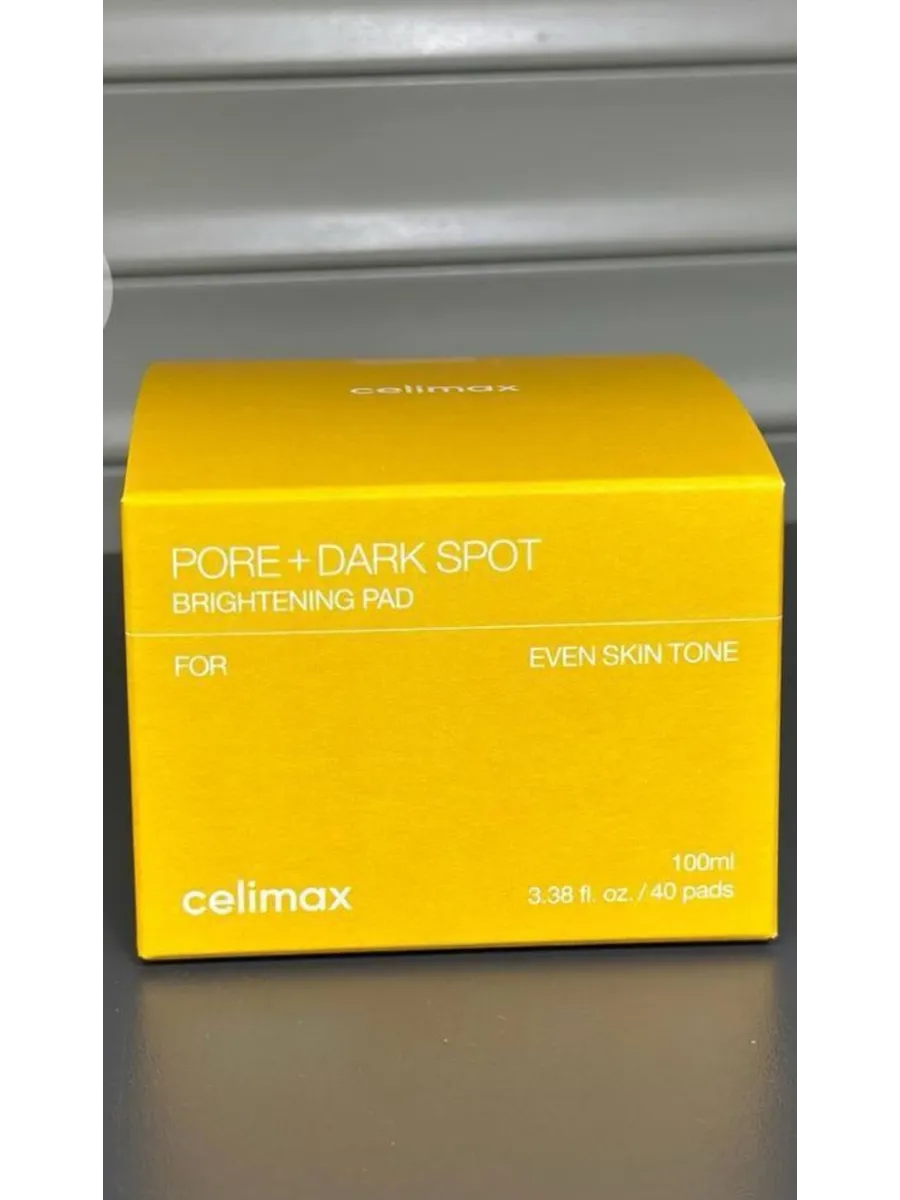 celimax
PORE + DARK SPOT
BRIGHTENING PAD
FOR
EVEN SKIN TONE
100ml
3.38 fl. oz. / 40 pads
celimax